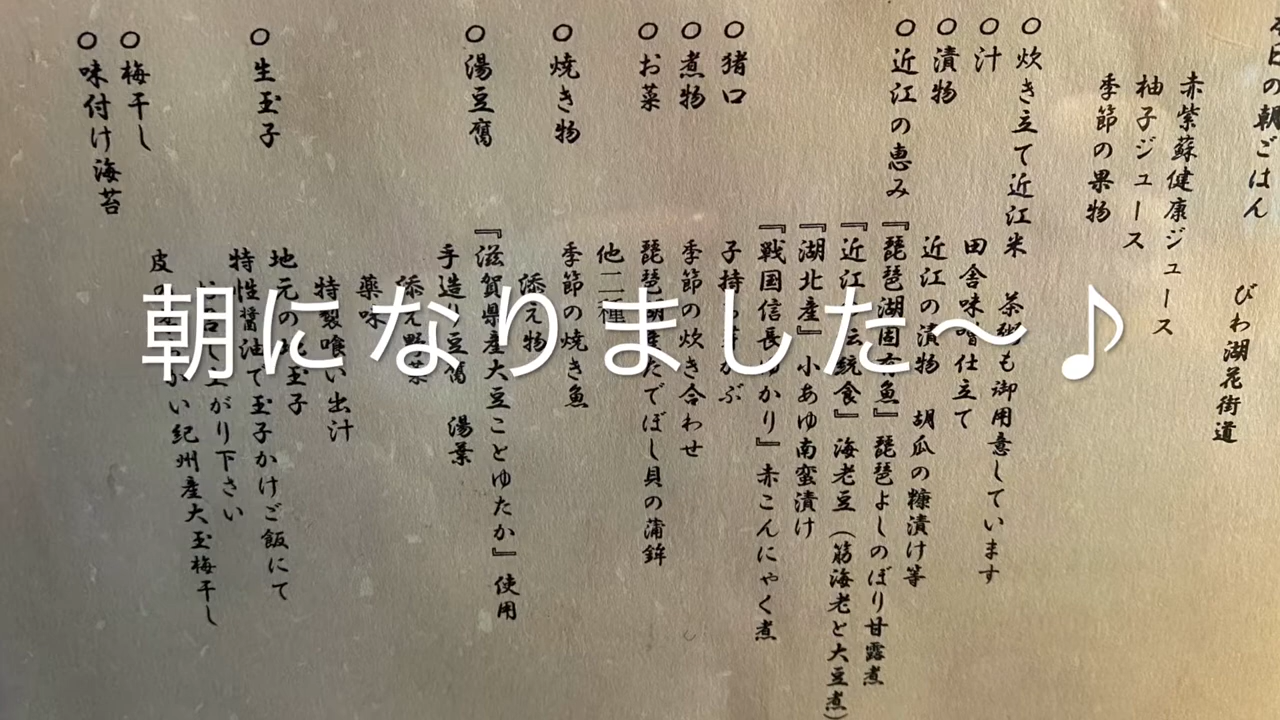 今日の朝ごはん びわ湖花街道
赤紫蘇健康ジュース
柚子ジュース
季節の果物
○炊き立て近江米 茶粥も御用意しています
○汁 田舎味噌仕立て
○漬物 近江の漬物 胡瓜の糠漬け等
○近江の恵み 『琵琶湖固有魚』琵琶よしのぼり甘露煮
『近江 伝統食』海老豆（筋海老と大豆煮）
『湖北産』小あゆ南蛮漬け
『戦国信長ゆかり』赤こんにゃく煮
○猪口 子持
○煮物 季節の炊き合わせ
○お菜 琵琶湖 たでぼし貝の蒲鉾
他二種
○焼き物 季節の焼き魚
添え物
○湯豆腐 『滋賀県産大豆ことゆたか』使用
手造り豆腐 湯葉
添え野菜
薬味
特製喰い出汁
○生玉子 地元の 玉子
特性醤油で玉子かけご飯にて
上がり下さい
○梅干し 皮の い紀州産大玉梅干し
○味付け海苔
朝になりました〜♪